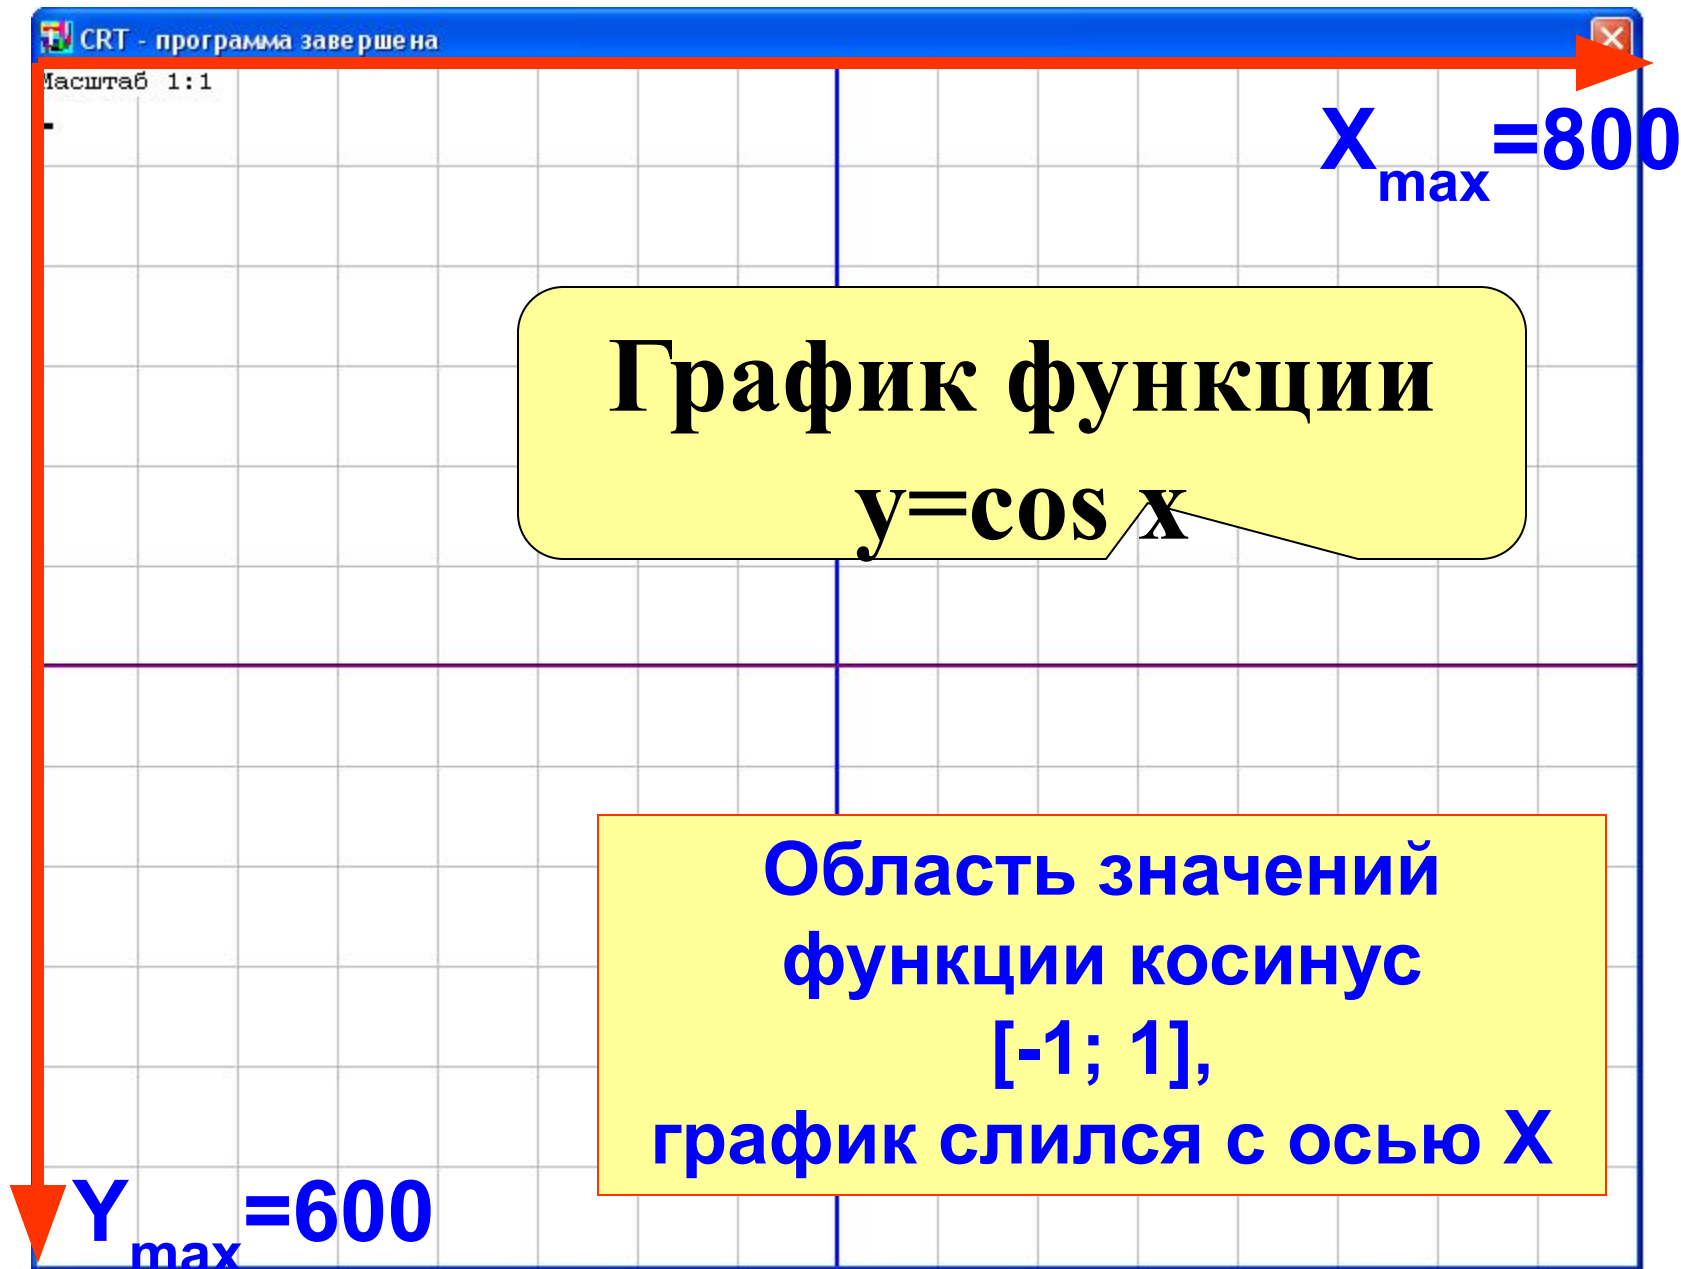 CRT - программа завершена
Масштаб 1:1
Xmax=800
График функции
y=cos x
Область значений
функции косинус
[-1; 1],
график слился с осью X
Ymax=600